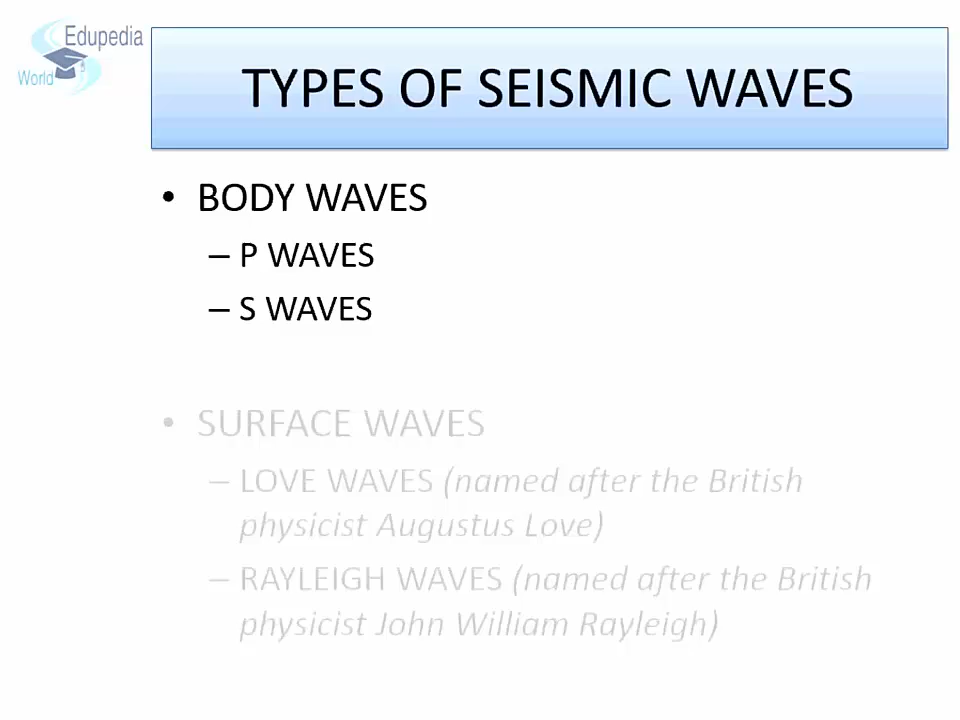 Edupedia
World
TYPES OF SEISMIC WAVES
• BODY WAVES
– P WAVES
– S WAVES
• SURFACE WAVES
– LOVE WAVES (named after the British
physicist Augustus Love)
– RAYLEIGH WAVES (named after the British
physicist John William Rayleigh)